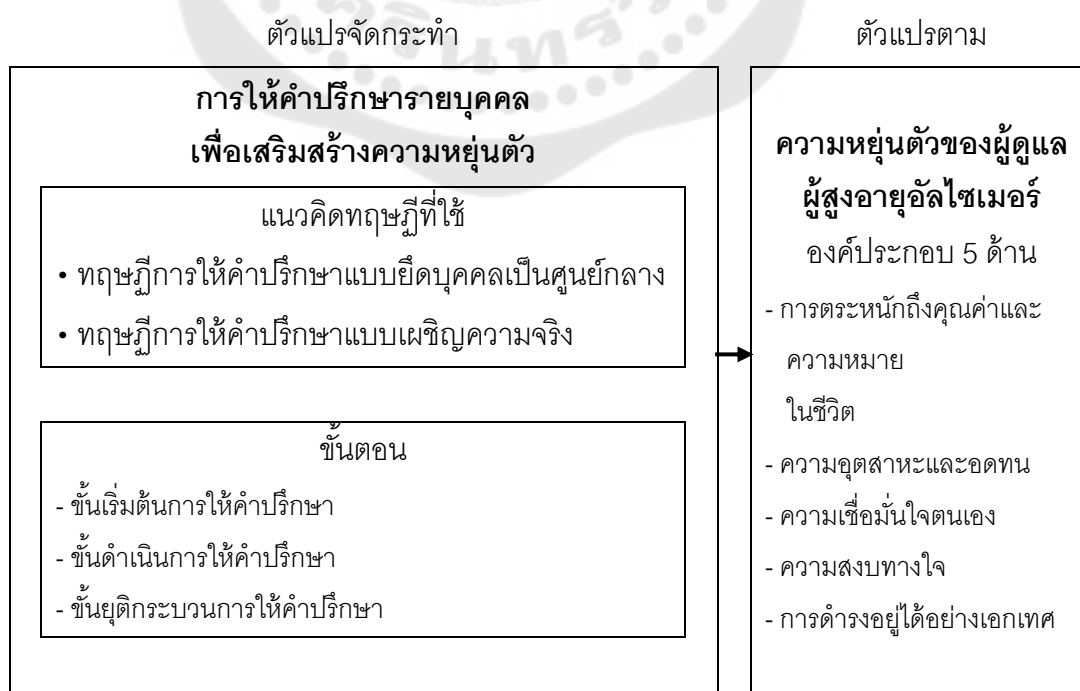 ตัวแปรจัดกระทำ
ตัวแปรตาม
การให้คำปรึกษารายบุคคล
เพื่อเสริมสร้างความหยุ่นตัว
แนวคิดทฤษฎีที่ใช้
• ทฤษฎีการให้คำปรึกษาแบบยึดบุคคลเป็นศูนย์กลาง
• ทฤษฎีการให้คำปรึกษาแบบเผชิญความจริง
ขั้นตอน
- ขั้นเริ่มต้นการให้คำปรึกษา
- ขั้นดำเนินการให้คำปรึกษา
- ขั้นยุติกระบวนการให้คำปรึกษา
ความหยุ่นตัวของผู้ดูแล
ผู้สูงอายุอัลไซเมอร์
องค์ประกอบ 5 ด้าน
- การตระหนักถึงคุณค่าและ
ความหมาย
ในชีวิต
- ความอุตสาหะและอดทน
- ความเชื่อมั่นใจตนเอง
- ความสงบทางใจ
- การดำรงอยู่ได้อย่างเอกเทศ